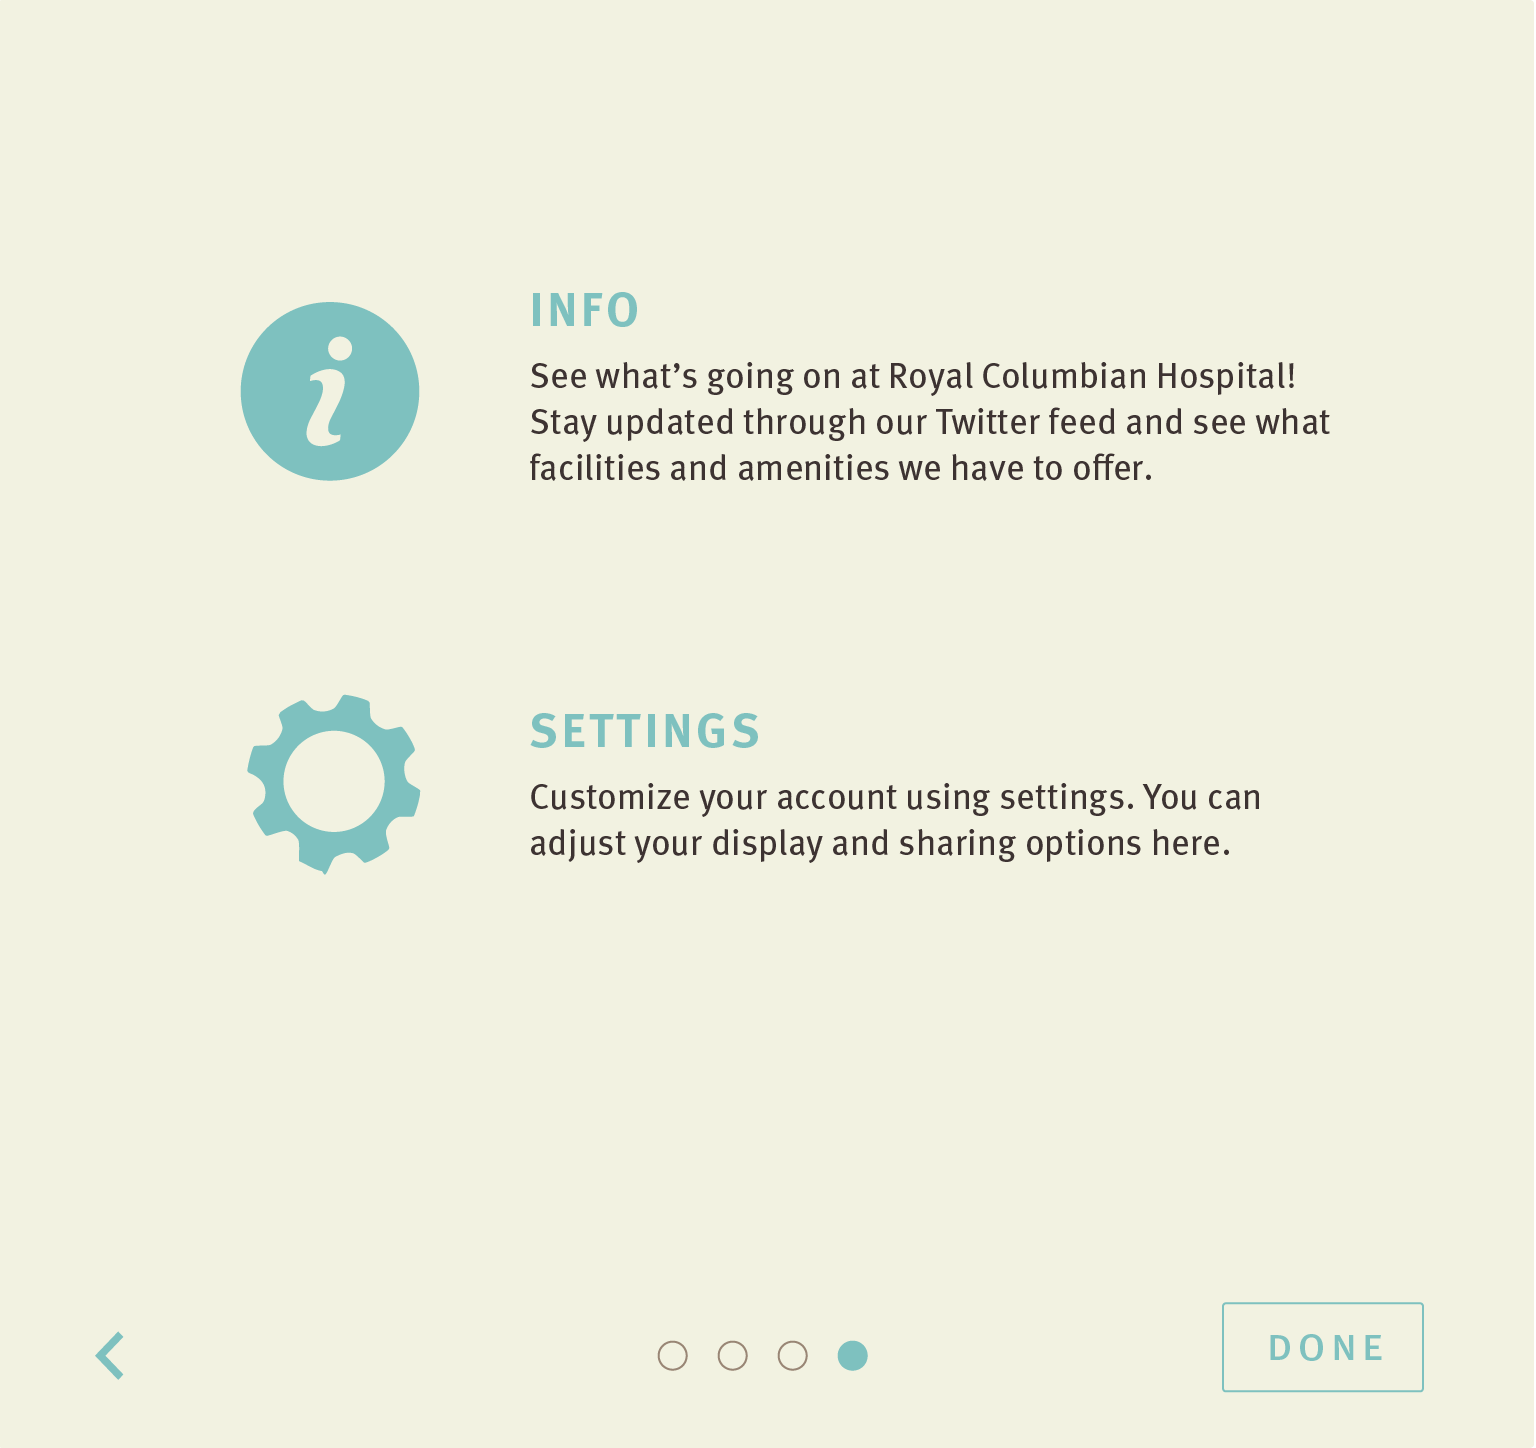 INFO
See what’s going on at Royal Columbian Hospital!
Stay updated through our Twitter feed and see what
facilities and amenities we have to offer.
SETTINGS
Customize your account using settings. You can
adjust your display and sharing options here.
DONE